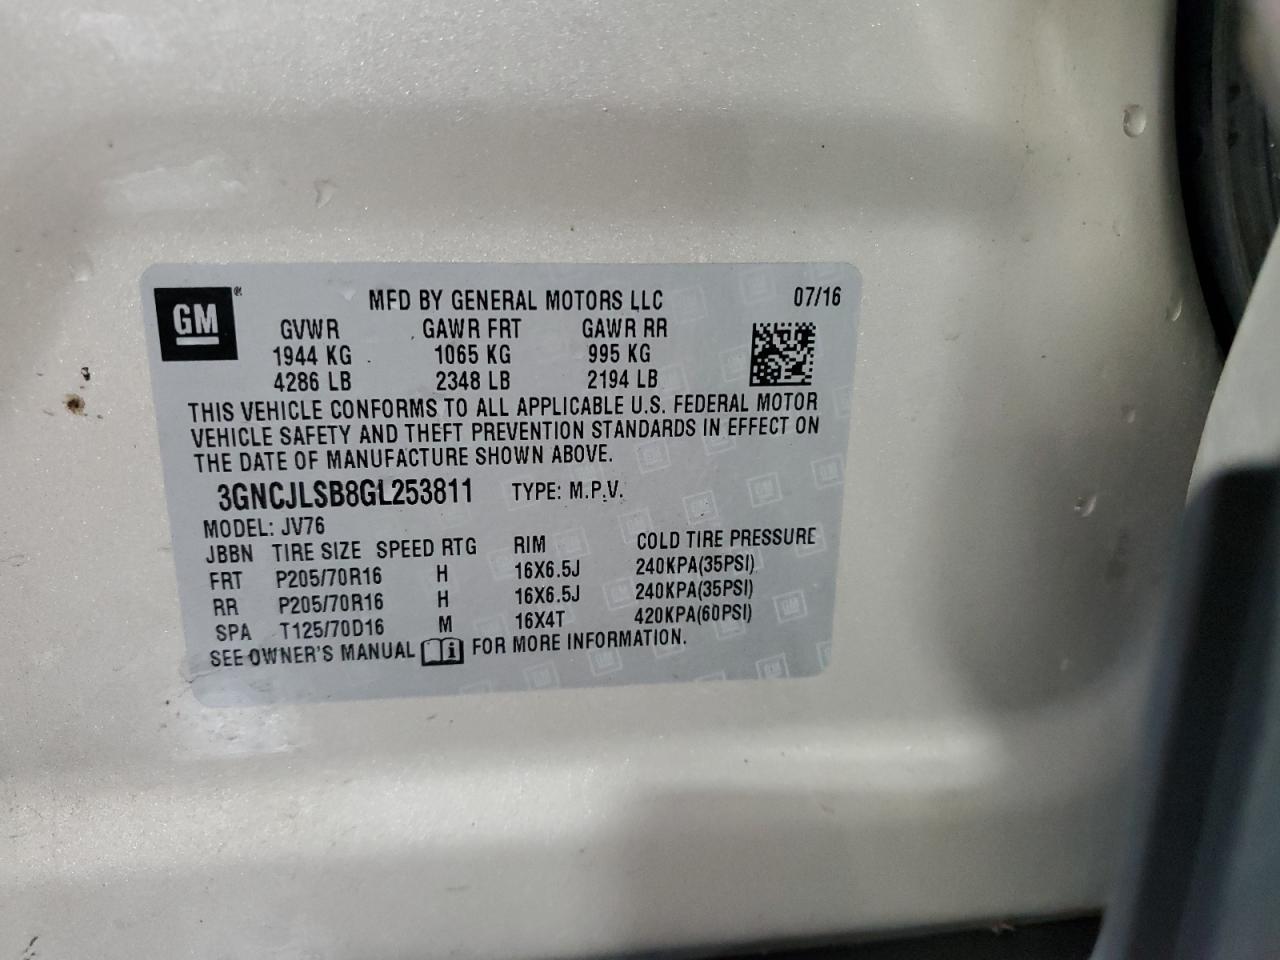 GM ®
MFD BY GENERAL MOTORS LLC 07/16
GVWR GAWR FRT GAWR RR
1944 KG 1065 KG 995 KG
4286 LB 2348 LB 2194 LB
THIS VEHICLE CONFORMS TO ALL APPLICABLE U.S. FEDERAL MOTOR
VEHICLE SAFETY AND THEFT PREVENTION STANDARDS IN EFFECT ON
THE DATE OF MANUFACTURE SHOWN ABOVE.
3GNCJLSB8GL253811 TYPE: M.P.V.
MODEL: JV76
JBBN TIRE SIZE SPEED RTG RIM COLD TIRE PRESSURE
FRT P205/70R16 H 16X6.5J 240KPA(35PSI)
RR P205/70R16 H 16X6.5J 240KPA(35PSI)
SPA T125/70D16 M 16X4T 420KPA(60PSI)
SEE OWNER'S MANUAL i FOR MORE INFORMATION.